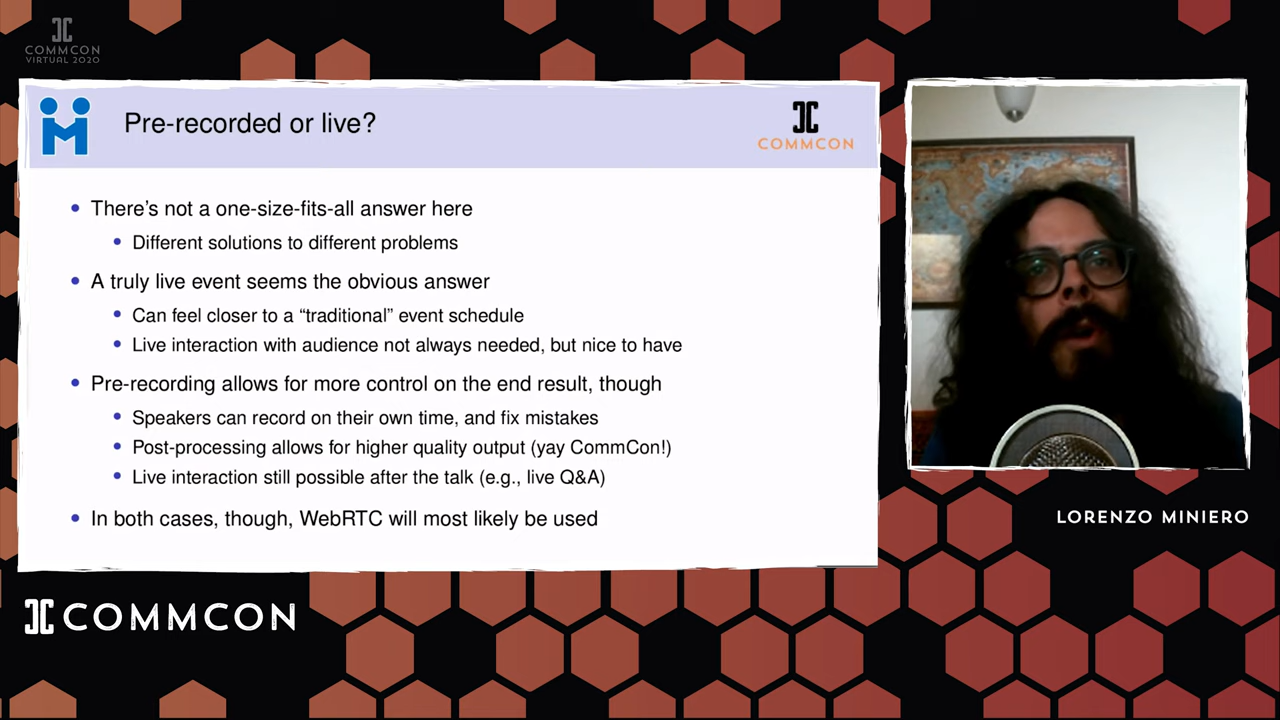 COMMCON
VIRTUAL 2020
Pre-recorded or live?
COMMCON
There's not a one-size-fits-all answer here
Different solutions to different problems
A truly live event seems the obvious answer
Can feel closer to a “traditional” event schedule
Live interaction with audience not always needed, but nice to have
Pre-recording allows for more control on the end result, though
Speakers can record on their own time, and fix mistakes
Post-processing allows for higher quality output (yay CommCon!)
Live interaction still possible after the talk (e.g., live Q&A)
In both cases, though, WebRTC will most likely be used
LORENZO MINIERO
COMMCON